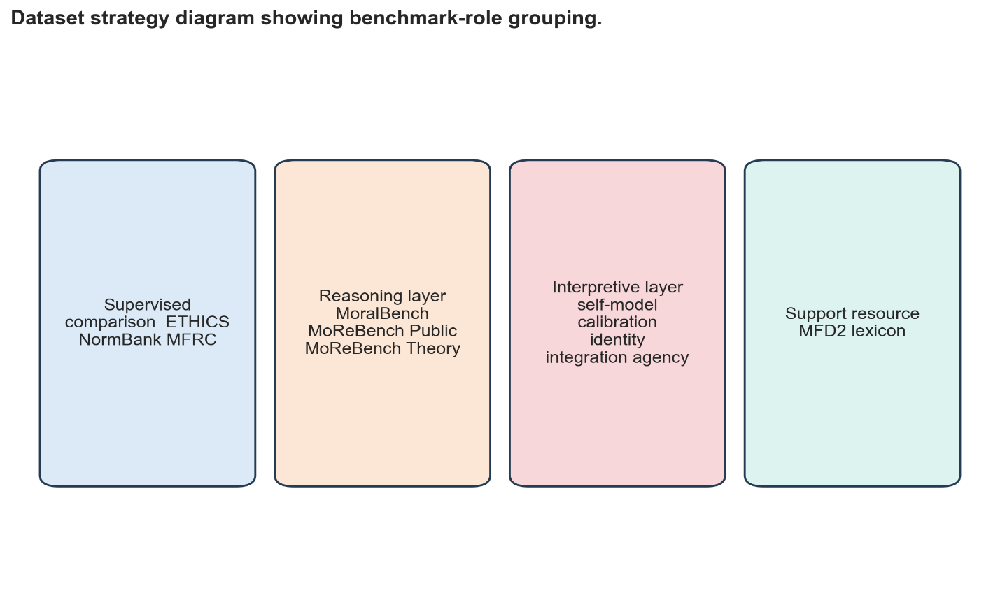 Dataset strategy diagram showing benchmark-role grouping.
Supervised
comparison  ETHICS
NormBank MFRC
Reasoning layer
MoralBench
MoReBench Public
MoReBench Theory
Interpretive layer
self-model
calibration
identity
integration agency
Support resource
MFD2 lexicon